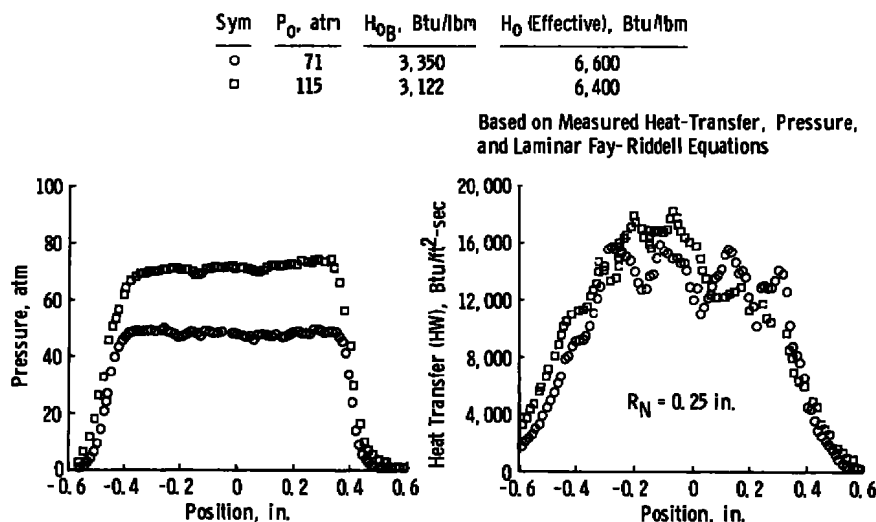 Sym P₀, atm H₀B, Btu/lbm H₀ (Effective), Btu/lbm
○ 71 3,350 6,600
□ 115 3,122 6,400
Based on Measured Heat-Transfer, Pressure,
and Laminar Fay-Riddell Equations
100
80
60
40
20
0
Pressure, atm
-0.6 -0.4 -0.2 0 0.2 0.4 0.6
Position, in.
20,000
16,000
12,000
8,000
4,000
0
Heat Transfer (HW), Btu/ft²-sec
R_N = 0.25 in.
-0.6 -0.4 -0.2 0 0.2 0.4 0.6
Position, in.